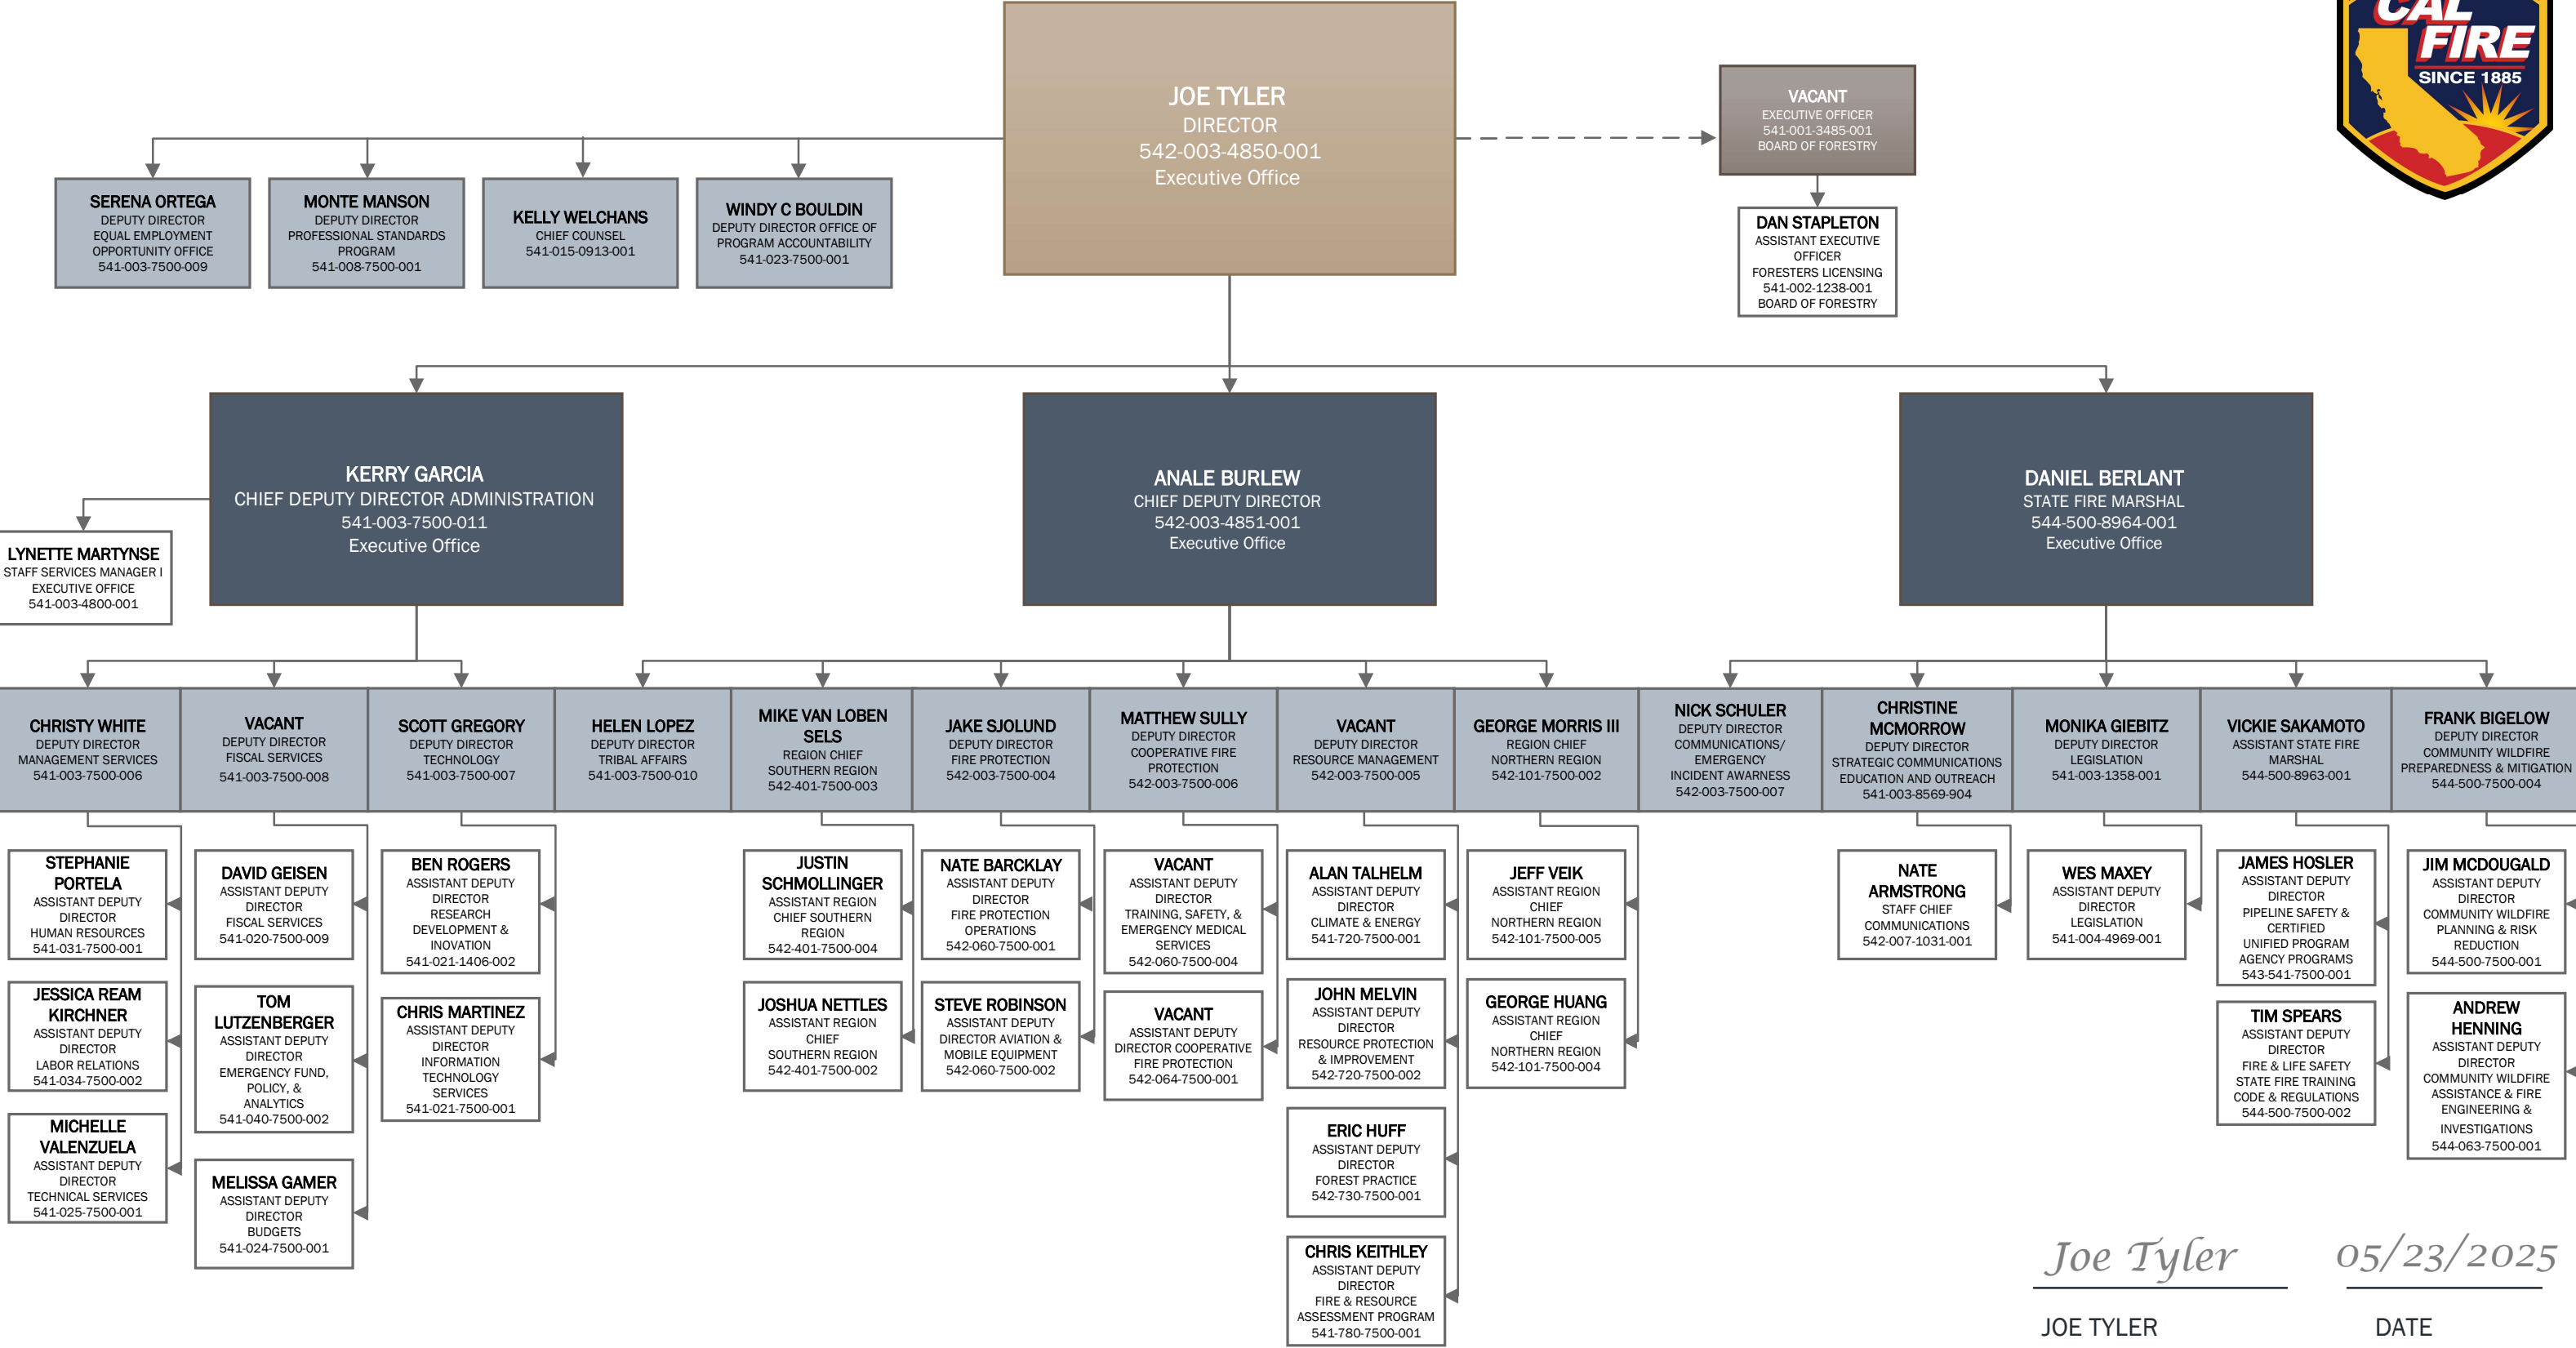 CAL
FIRE
SINCE 1885
JOE TYLER
DIRECTOR
542-003-4850-001
Executive Office
VACANT
EXECUTIVE OFFICER
541-001-3485-001
BOARD OF FORESTRY
SERENA ORTEGA
DEPUTY DIRECTOR
EQUAL EMPLOYMENT
OPPORTUNITY OFFICE
541-003-7500-009
MONTE MANSON
DEPUTY DIRECTOR
PROFESSIONAL STANDARDS
PROGRAM
541-008-7500-001
KELLY WELCHANS
CHIEF COUNSEL
541-015-0913-001
WINDY C BOULDIN
DEPUTY DIRECTOR OFFICE OF
PROGRAM ACCOUNTABILITY
541-023-7500-001
DAN STAPLETON
ASSISTANT EXECUTIVE
OFFICER
FORESTERS LICENSING
541-002-1238-001
BOARD OF FORESTRY
KERRY GARCIA
CHIEF DEPUTY DIRECTOR ADMINISTRATION
541-003-7500-011
Executive Office
ANALE BURLEW
CHIEF DEPUTY DIRECTOR
542-003-4851-001
Executive Office
DANIEL BERLANT
STATE FIRE MARSHAL
544-500-8964-001
Executive Office
LYNETTE MARTYNSE
STAFF SERVICES MANAGER I
EXECUTIVE OFFICE
541-003-4800-001
CHRISTY WHITE
DEPUTY DIRECTOR
MANAGEMENT SERVICES
541-003-7500-006
VACANT
DEPUTY DIRECTOR
FISCAL SERVICES
541-003-7500-008
SCOTT GREGORY
DEPUTY DIRECTOR
TECHNOLOGY
541-003-7500-007
HELEN LOPEZ
DEPUTY DIRECTOR
TRIBAL AFFAIRS
541-003-7500-010
MIKE VAN LOBEN
SELS
REGION CHIEF
SOUTHERN REGION
542-401-7500-003
JAKE SJOLUND
DEPUTY DIRECTOR
FIRE PROTECTION
542-003-7500-004
MATTHEW SULLY
DEPUTY DIRECTOR
COOPERATIVE FIRE
PROTECTION
542-003-7500-006
VACANT
DEPUTY DIRECTOR
RESOURCE MANAGEMENT
542-003-7500-005
GEORGE MORRIS III
REGION CHIEF
NORTHERN REGION
542-101-7500-002
NICK SCHULER
DEPUTY DIRECTOR
COMMUNICATIONS/
EMERGENCY
INCIDENT AWARNESS
542-003-7500-007
CHRISTINE
MCMORROW
DEPUTY DIRECTOR
STRATEGIC COMMUNICATIONS
EDUCATION AND OUTREACH
541-003-8569-904
MONIKA GIEBITZ
DEPUTY DIRECTOR
LEGISLATION
541-003-1358-001
VICKIE SAKAMOTO
ASSISTANT STATE FIRE
MARSHAL
544-500-8963-001
FRANK BIGELOW
DEPUTY DIRECTOR
COMMUNITY WILDFIRE
PREPAREDNESS & MITIGATION
544-500-7500-004
STEPHANIE
PORTELA
ASSISTANT DEPUTY
DIRECTOR
HUMAN RESOURCES
541-031-7500-001
JESSICA REAM
KIRCHNER
ASSISTANT DEPUTY
DIRECTOR
LABOR RELATIONS
541-034-7500-002
MICHELLE
VALENZUELA
ASSISTANT DEPUTY
DIRECTOR
TECHNICAL SERVICES
541-025-7500-001
DAVID GEISEN
ASSISTANT DEPUTY
DIRECTOR
FISCAL SERVICES
541-020-7500-009
TOM
LUTZENBERGER
ASSISTANT DEPUTY
DIRECTOR
EMERGENCY FUND,
POLICY, &
ANALYTICS
541-040-7500-002
MELISSA GAMER
ASSISTANT DEPUTY
DIRECTOR
BUDGETS
541-024-7500-001
BEN ROGERS
ASSISTANT DEPUTY
DIRECTOR
RESEARCH
DEVELOPMENT &
INOVATION
541-021-1406-002
CHRIS MARTINEZ
ASSISTANT DEPUTY
DIRECTOR
INFORMATION
TECHNOLOGY
SERVICES
541-021-7500-001
JUSTIN
SCHMOLLINGER
ASSISTANT REGION
CHIEF SOUTHERN
REGION
542-401-7500-004
JOSHUA NETTLES
ASSISTANT REGION
CHIEF
SOUTHERN REGION
542-401-7500-002
NATE BARCKLAY
ASSISTANT DEPUTY
DIRECTOR
FIRE PROTECTION
OPERATIONS
542-060-7500-001
STEVE ROBINSON
ASSISTANT DEPUTY
DIRECTOR AVIATION &
MOBILE EQUIPMENT
542-060-7500-002
VACANT
ASSISTANT DEPUTY
DIRECTOR
TRAINING, SAFETY, &
EMERGENCY MEDICAL
SERVICES
542-060-7500-004
VACANT
ASSISTANT DEPUTY
DIRECTOR COOPERATIVE
FIRE PROTECTION
542-064-7500-001
ALAN TALHELM
ASSISTANT DEPUTY
DIRECTOR
CLIMATE & ENERGY
541-720-7500-001
JOHN MELVIN
ASSISTANT DEPUTY
DIRECTOR
RESOURCE PROTECTION
& IMPROVEMENT
542-720-7500-002
ERIC HUFF
ASSISTANT DEPUTY
DIRECTOR
FOREST PRACTICE
542-730-7500-001
CHRIS KEITHLEY
ASSISTANT DEPUTY
DIRECTOR
FIRE & RESOURCE
ASSESSMENT PROGRAM
541-780-7500-001
JEFF VEIK
ASSISTANT REGION
CHIEF
NORTHERN REGION
542-101-7500-005
GEORGE HUANG
ASSISTANT REGION
CHIEF
NORTHERN REGION
542-101-7500-004
NATE
ARMSTRONG
STAFF CHIEF
COMMUNICATIONS
542-007-1031-001
WES MAXEY
ASSISTANT DEPUTY
DIRECTOR
LEGISLATION
541-004-4969-001
JAMES HOSLER
ASSISTANT DEPUTY
DIRECTOR
PIPELINE SAFETY &
CERTIFIED
UNIFIED PROGRAM
AGENCY PROGRAMS
543-541-7500-001
TIM SPEARS
ASSISTANT DEPUTY
DIRECTOR
FIRE & LIFE SAFETY
STATE FIRE TRAINING
CODE & REGULATIONS
544-500-7500-002
JIM MCDOUGALD
ASSISTANT DEPUTY
DIRECTOR
COMMUNITY WILDFIRE
PLANNING & RISK
REDUCTION
544-500-7500-001
ANDREW
HENNING
ASSISTANT DEPUTY
DIRECTOR
COMMUNITY WILDFIRE
ASSISTANCE & FIRE
ENGINEERING &
INVESTIGATIONS
544-063-7500-001
Joe Tyler
05/23/2025
JOE TYLER
DATE